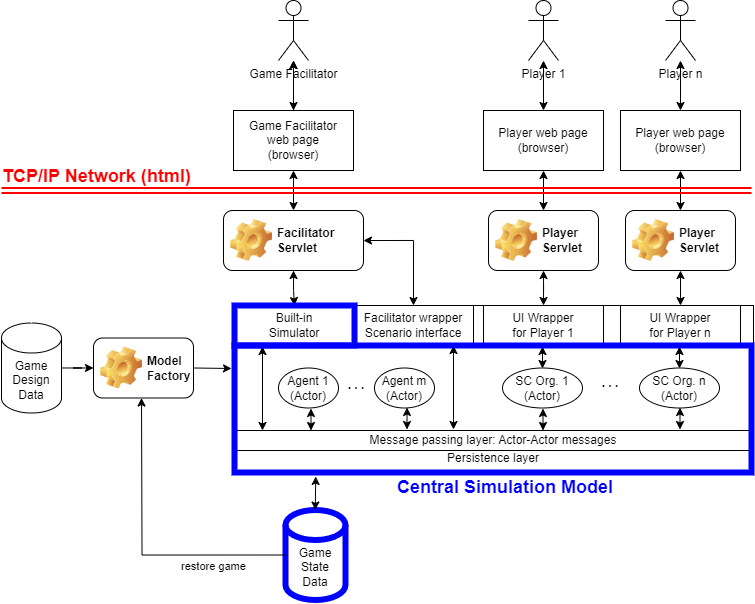 Game Facilitator
Player 1
Player n
Game Facilitator
web page
(browser)
Player web page
(browser)
Player web page
(browser)
TCP/IP Network (html)
Facilitator
Servlet
Player
Servlet
Player
Servlet
Built-in
Simulator
Facilitator wrapper
Scenario interface
UI Wrapper
for Player 1
UI Wrapper
for Player n
Game
Design
Data
Model
Factory
Agent 1
(Actor)
. . .
Agent m
(Actor)
SC Org. 1
(Actor)
. . .
SC Org. n
(Actor)
Message passing layer: Actor-Actor messages
Persistence layer
Central Simulation Model
Game
State
Data
restore game